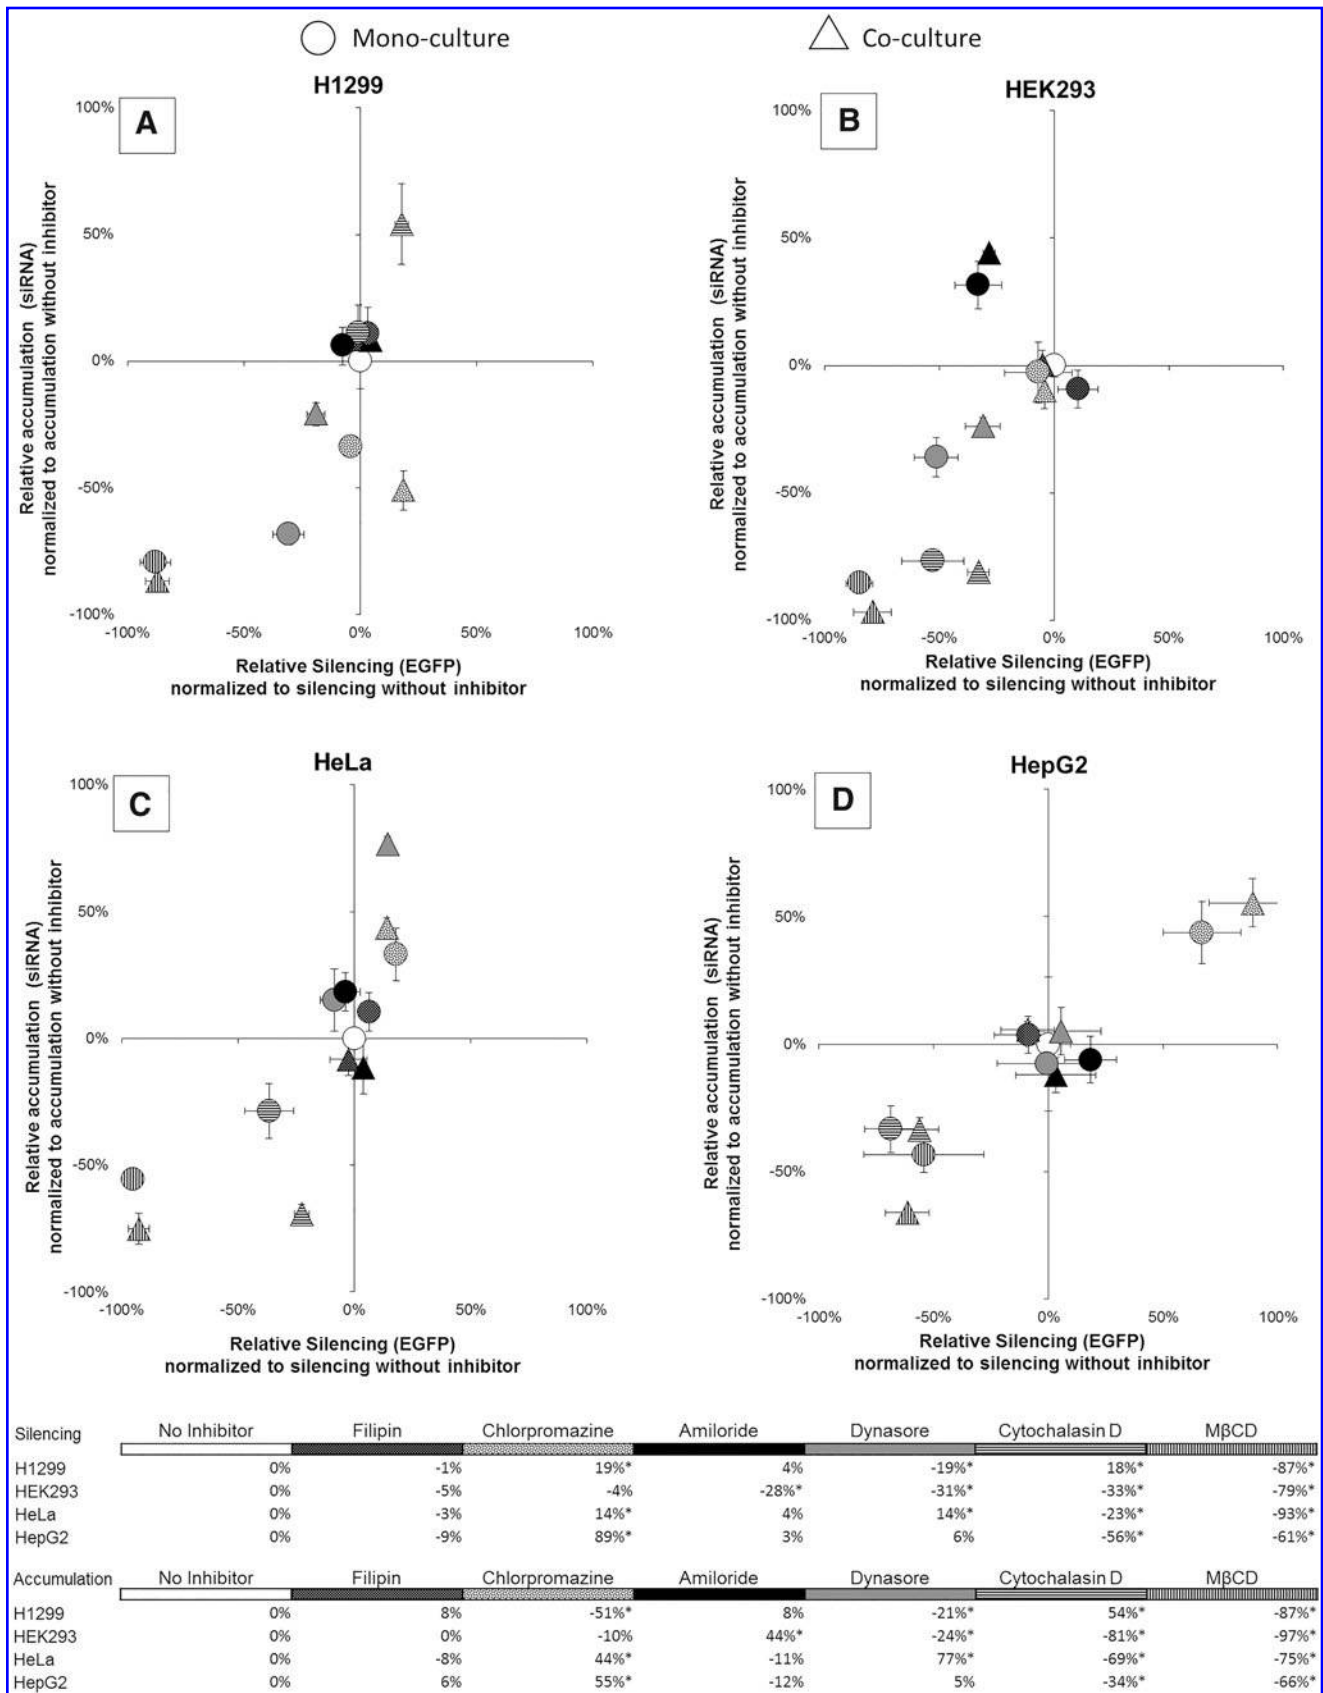 Mono-culture
Co-culture
H1299
A
100%
50%
0%
-50%
-100%
-100%
-50%
0%
50%
100%
Relative accumulation (siRNA)
normalized to accumulation without inhibitor
Relative Silencing (EGFP)
normalized to silencing without inhibitor
HEK293
B
100%
50%
0%
-50%
-100%
-100%
-50%
0%
50%
100%
Relative accumulation (siRNA)
normalized to accumulation without inhibitor
Relative Silencing (EGFP)
normalized to silencing without inhibitor
HeLa
C
100%
50%
0%
-50%
-100%
-100%
-50%
0%
50%
100%
Relative accumulation (siRNA)
normalized to accumulation without inhibitor
Relative Silencing (EGFP)
normalized to silencing without inhibitor
HepG2
D
100%
50%
0%
-50%
-100%
-100%
-50%
0%
50%
100%
Relative accumulation (siRNA)
normalized to accumulation without inhibitor
Relative Silencing (EGFP)
normalized to silencing without inhibitor
Silencing No Inhibitor Filipin Chlorpromazine Amiloride Dynasore Cytochalasin D MβCD
H1299 0% -1% 19%* 4% -19%* 18%* -87%*
HEK293 0% -5% -4% -28%* -31%* -33%* -79%*
HeLa 0% -3% 14%* 4% 14%* -23%* -93%*
HepG2 0% -9% 89%* 3% 6% -56%* -61%*
Accumulation No Inhibitor Filipin Chlorpromazine Amiloride Dynasore Cytochalasin D MβCD
H1299 0% 8% -51%* 8% -21%* 54%* -87%*
HEK293 0% 0% -10% 44%* -24%* -81%* -97%*
HeLa 0% -8% 44%* -11% 77%* -69%* -75%*
HepG2 0% 6% 55%* -12% 5% -34%* -66%*